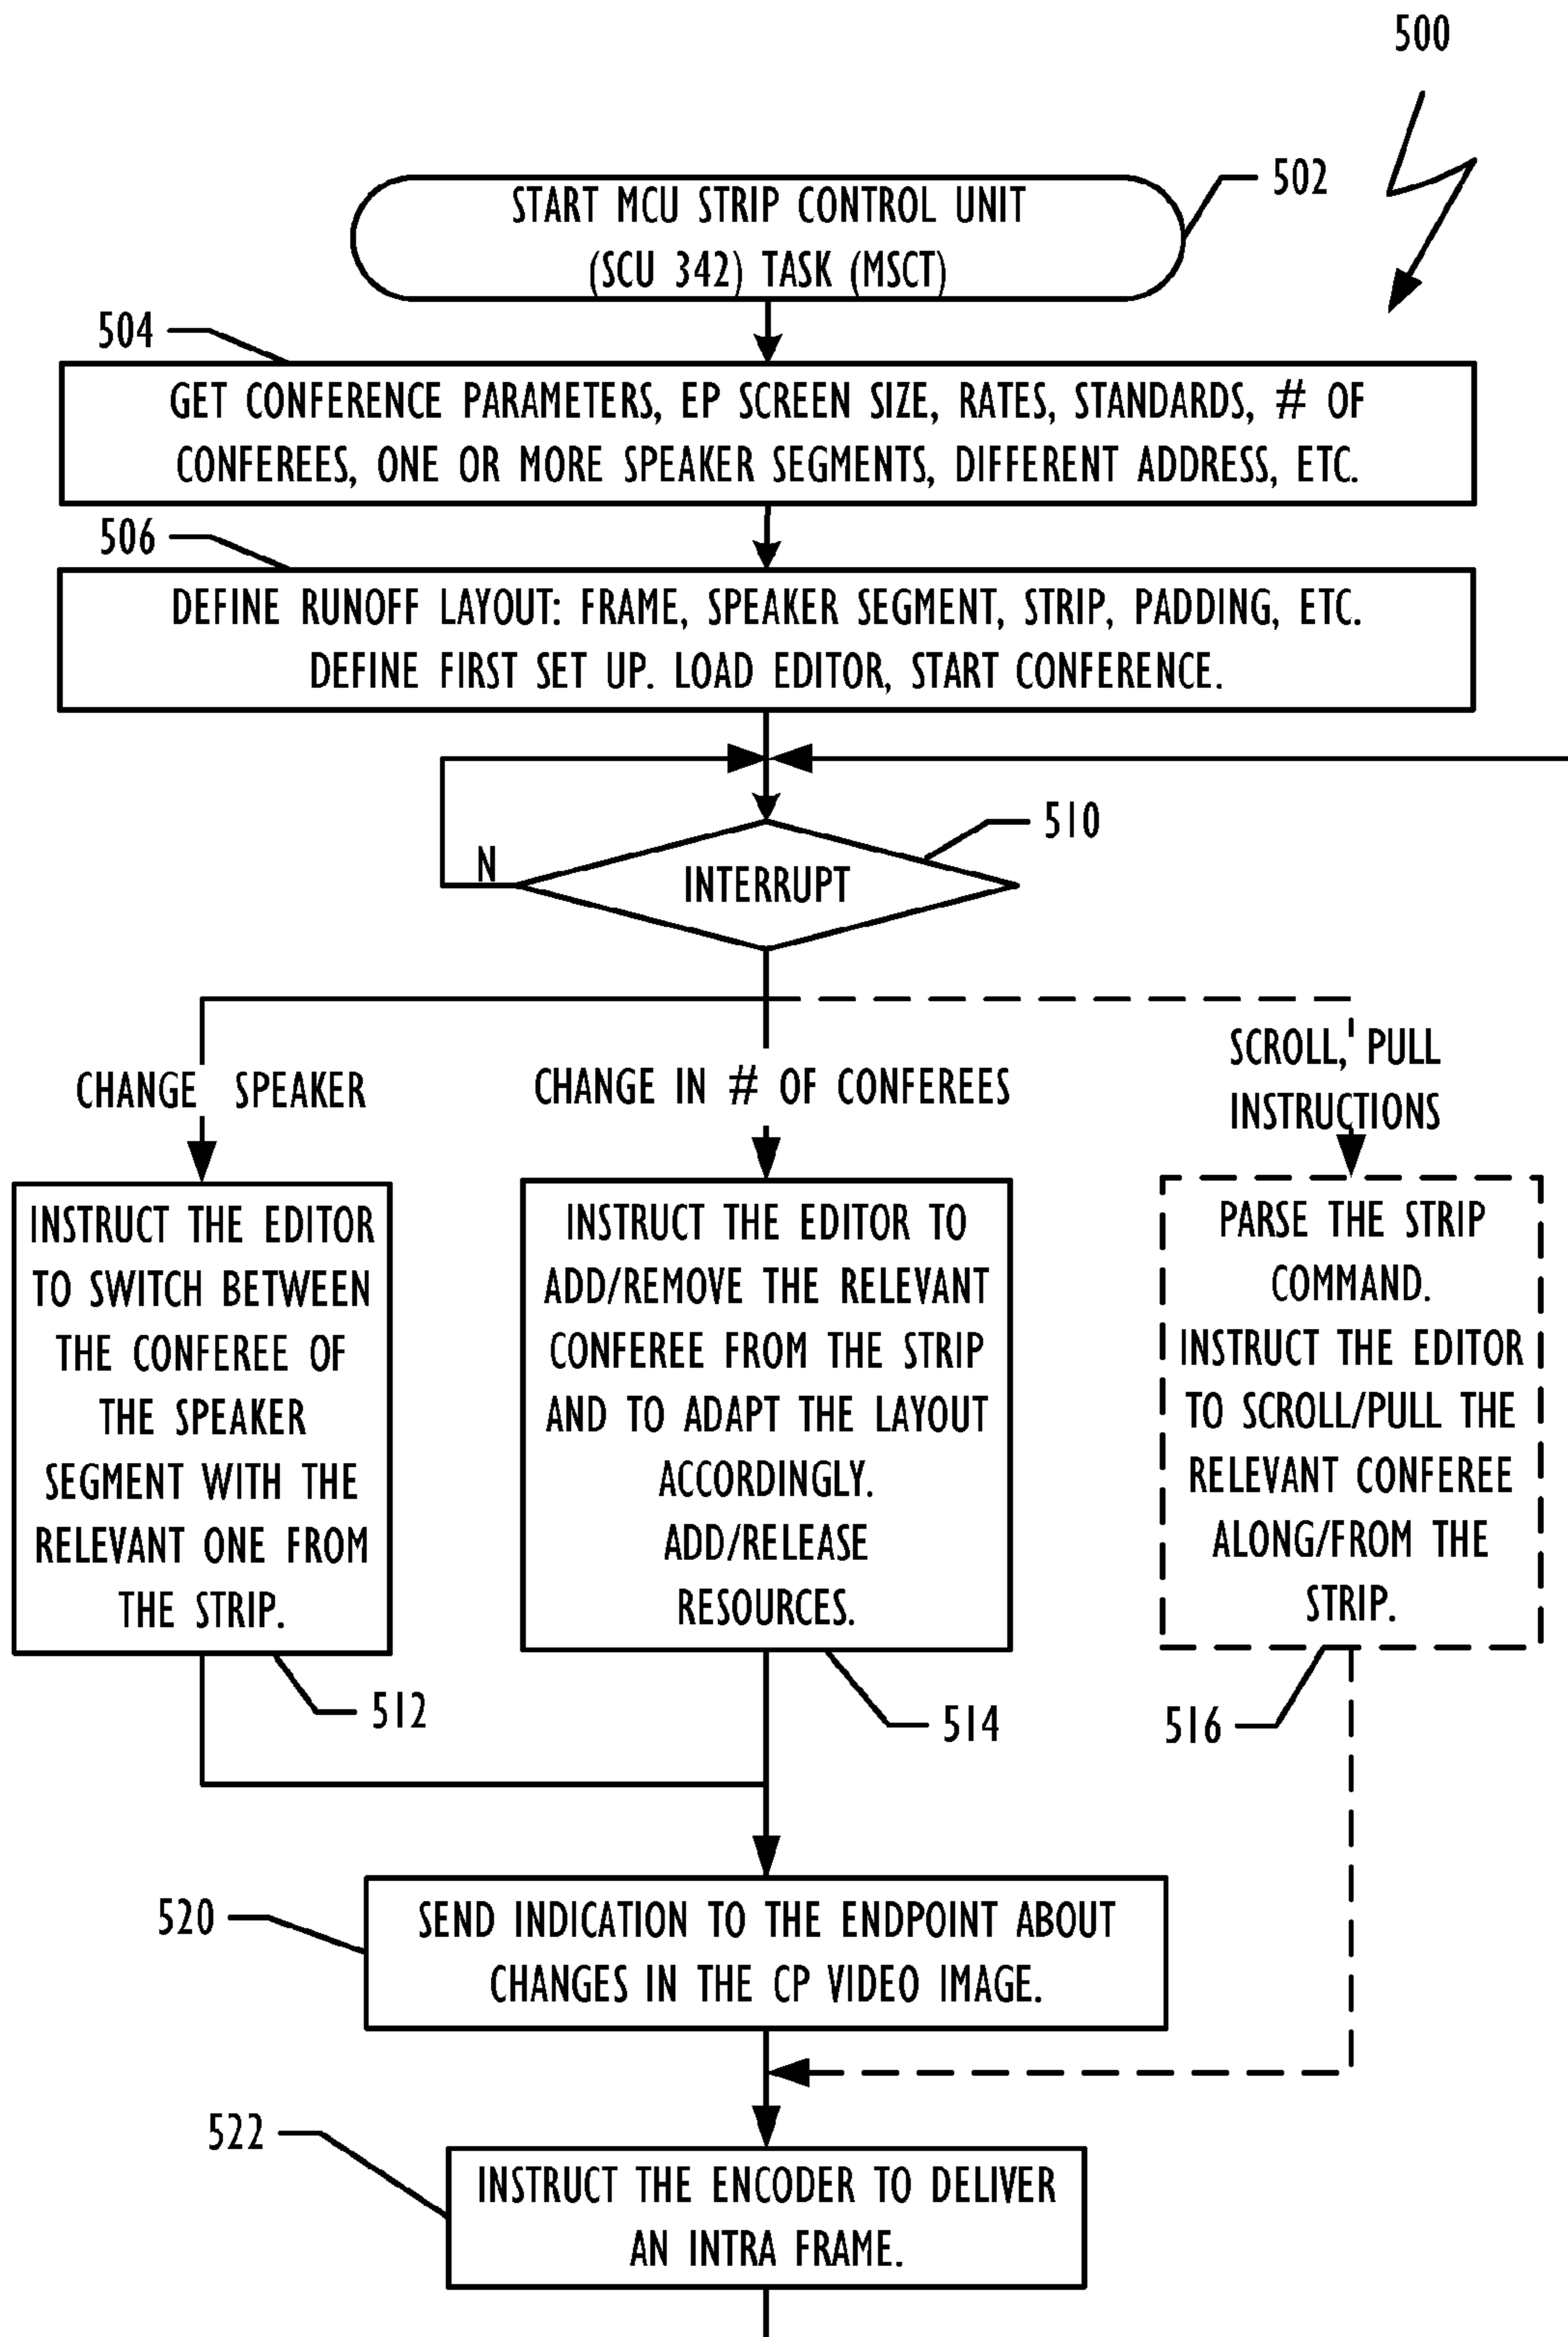 500
502
START MCU STRIP CONTROL UNIT
(SCU 342) TASK (MSCT)
504
GET CONFERENCE PARAMETERS, EP SCREEN SIZE, RATES, STANDARDS, # OF
CONFEREES, ONE OR MORE SPEAKER SEGMENTS, DIFFERENT ADDRESS, ETC.
506
DEFINE RUNOFF LAYOUT: FRAME, SPEAKER SEGMENT, STRIP, PADDING, ETC.
DEFINE FIRST SET UP. LOAD EDITOR, START CONFERENCE.
510
N
INTERRUPT
CHANGE SPEAKER
CHANGE IN # OF CONFEREES
SCROLL, PULL
INSTRUCTIONS
INSTRUCT THE EDITOR
TO SWITCH BETWEEN
THE CONFEREE OF
THE SPEAKER
SEGMENT WITH THE
RELEVANT ONE FROM
THE STRIP.
512
INSTRUCT THE EDITOR TO
ADD/REMOVE THE RELEVANT
CONFEREE FROM THE STRIP
AND TO ADAPT THE LAYOUT
ACCORDINGLY.
ADD/RELEASE
RESOURCES.
514
PARSE THE STRIP
COMMAND.
INSTRUCT THE EDITOR
TO SCROLL/PULL THE
RELEVANT CONFEREE
ALONG/FROM THE
STRIP.
516
520
SEND INDICATION TO THE ENDPOINT ABOUT
CHANGES IN THE CP VIDEO IMAGE.
522
INSTRUCT THE ENCODER TO DELIVER
AN INTRA FRAME.